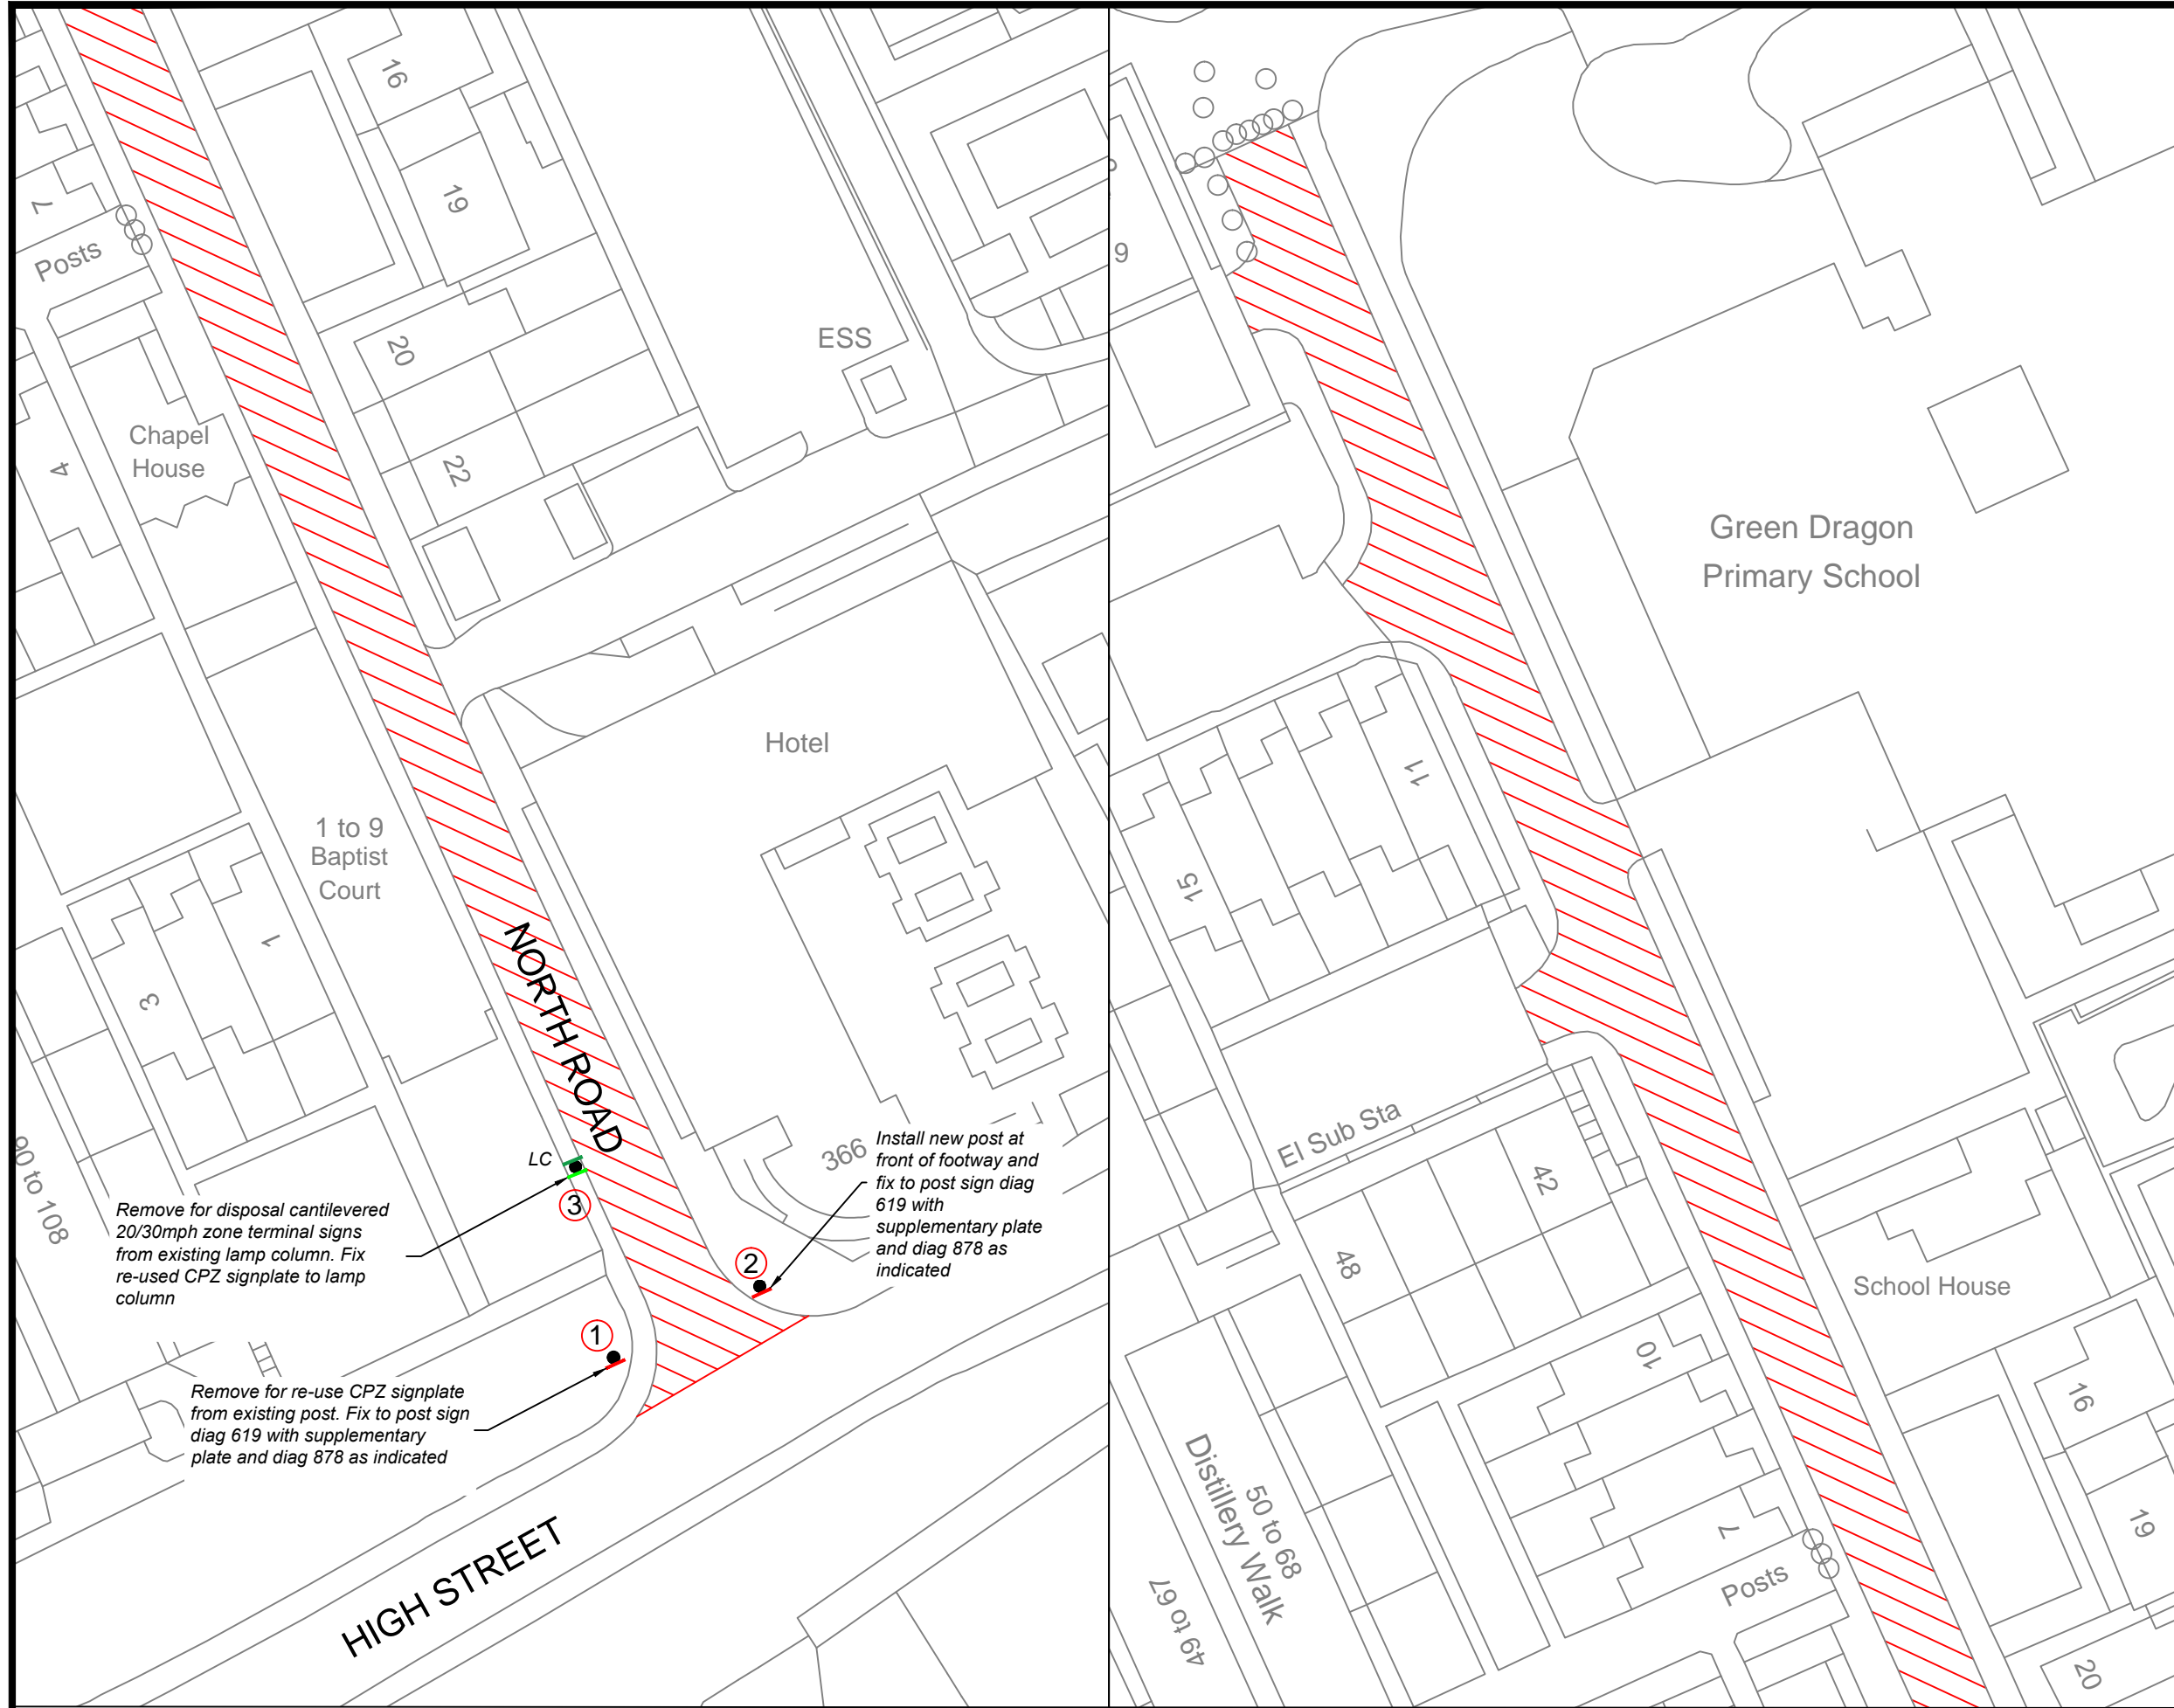 16
19
7
Posts
20
ESS
Chapel
House
4
22
Hotel
1 to 9
Baptist
Court
1
3
NORTH ROAD
90 to 108
LC
3
366
Install new post at
front of footway and
fix to post sign diag
619 with
supplementary plate
and diag 878 as
indicated
Remove for disposal cantilevered
20/30mph zone terminal signs
from existing lamp column. Fix
re-used CPZ signplate to lamp
column
2
1
Remove for re-use CPZ signplate
from existing post. Fix to post sign
diag 619 with supplementary
plate and diag 878 as indicated
HIGH STREET
9
Green Dragon
Primary School
11
15
El Sub Sta
42
48
School House
10
16
50 to 68
Distillery Walk
7
19
Posts
49 to 67
20